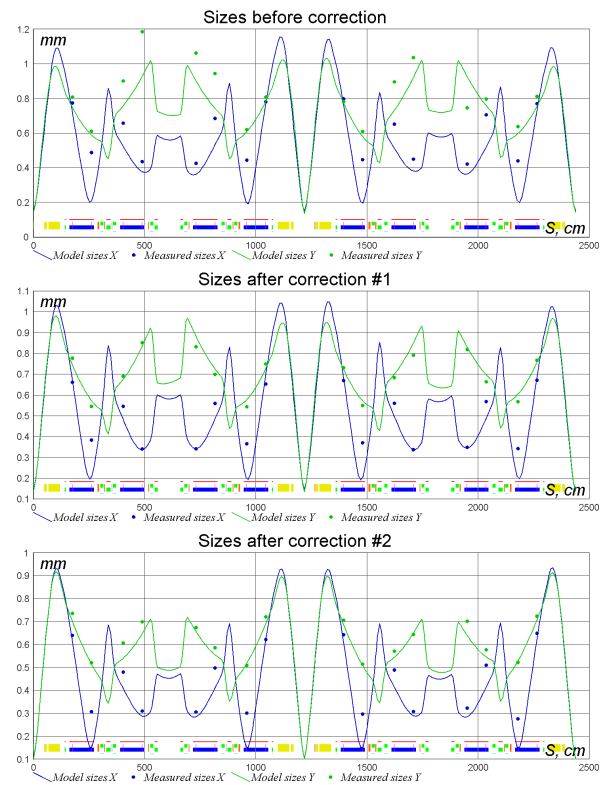 Sizes before correction
mm
1.2
1
0.8
0.6
0.4
0.2
0
S, cm
0 500 1000 1500 2000 2500
Model sizes X Measured sizes X Model sizes Y Measured sizes Y
Sizes after correction #1
mm
1.1
1
0.9
0.8
0.7
0.6
0.5
0.4
0.3
0.2
0.1
S, cm
0 500 1000 1500 2000 2500
Model sizes X Measured sizes X Model sizes Y Measured sizes Y
Sizes after correction #2
mm
1
0.9
0.8
0.7
0.6
0.5
0.4
0.3
0.2
0.1
S, cm
0 500 1000 1500 2000 2500
Model sizes X Measured sizes X Model sizes Y Measured sizes Y